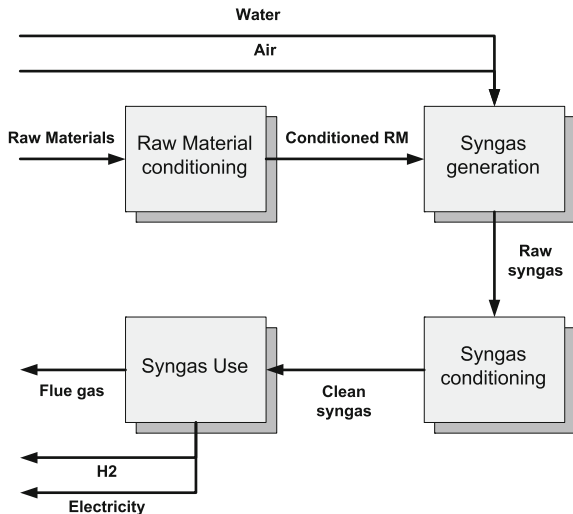 Water
Air
Raw Materials
Raw Material
conditioning
Conditioned RM
Syngas
generation
Raw
syngas
Syngas
conditioning
Clean
syngas
Syngas Use
Flue gas
H2
Electricity